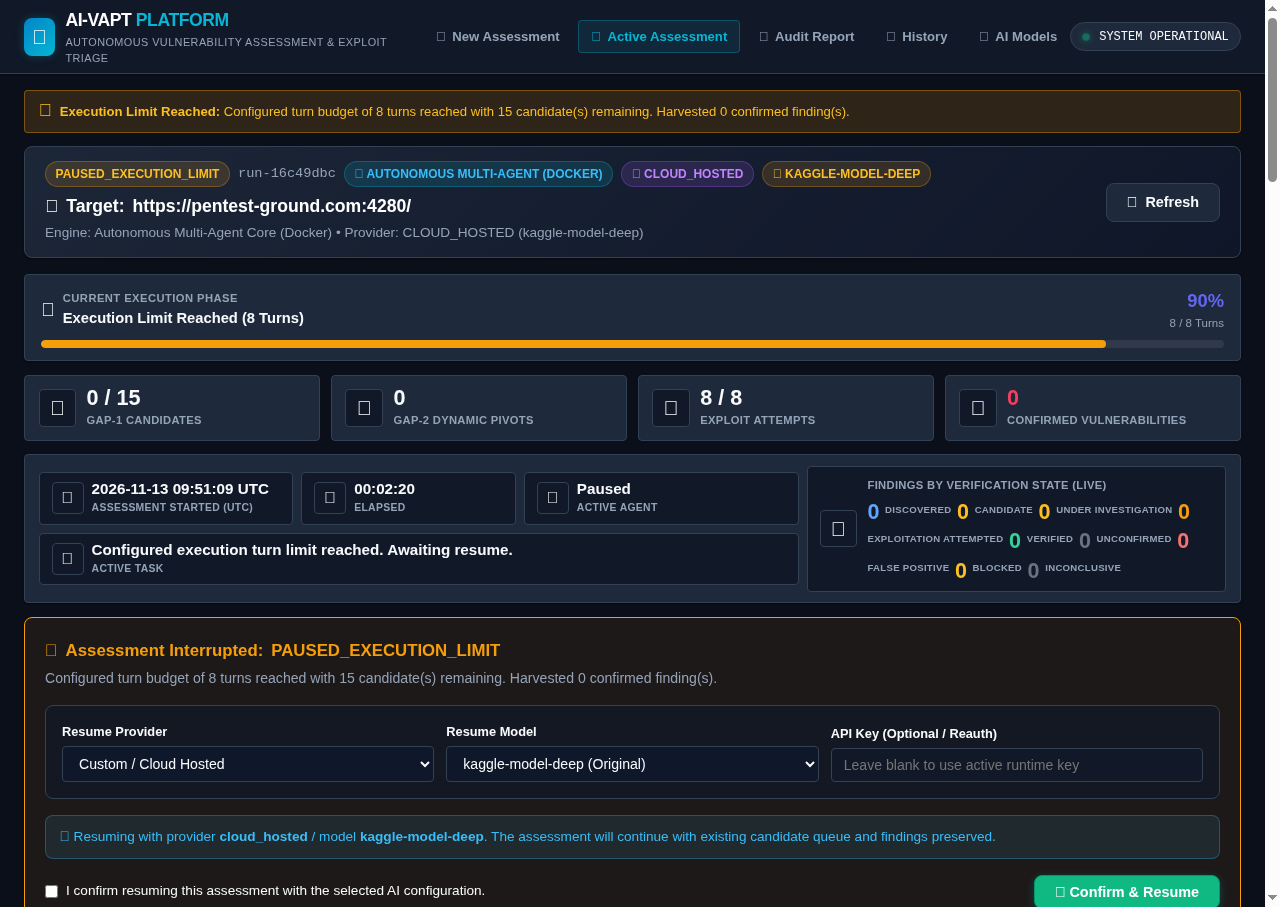 AI-VAPT PLATFORM
AUTONOMOUS VULNERABILITY ASSESSMENT & EXPLOIT TRIAGE
New Assessment
Active Assessment
Audit Report
History
AI Models
SYSTEM OPERATIONAL
Execution Limit Reached: Configured turn budget of 8 turns reached with 15 candidate(s) remaining. Harvested 0 confirmed finding(s).
PAUSED_EXECUTION_LIMIT run-16c49dbc AUTONOMOUS MULTI-AGENT (DOCKER) CLOUD_HOSTED KAGGLE-MODEL-DEEP
Target: https://pentest-ground.com:4280/
Engine: Autonomous Multi-Agent Core (Docker) • Provider: CLOUD_HOSTED (kaggle-model-deep)
Refresh
CURRENT EXECUTION PHASE
Execution Limit Reached (8 Turns)
90%
8 / 8 Turns
0 / 15
GAP-1 CANDIDATES
0
GAP-2 DYNAMIC PIVOTS
8 / 8
EXPLOIT ATTEMPTS
0
CONFIRMED VULNERABILITIES
2026-11-13 09:51:09 UTC
ASSESSMENT STARTED (UTC)
00:02:20
ELAPSED
Paused
ACTIVE AGENT
Configured execution turn limit reached. Awaiting resume.
ACTIVE TASK
FINDINGS BY VERIFICATION STATE (LIVE)
0 DISCOVERED 0 CANDIDATE 0 UNDER INVESTIGATION 0
EXPLOITATION ATTEMPTED 0 VERIFIED 0 UNCONFIRMED 0
FALSE POSITIVE 0 BLOCKED 0 INCONCLUSIVE
Assessment Interrupted: PAUSED_EXECUTION_LIMIT
Configured turn budget of 8 turns reached with 15 candidate(s) remaining. Harvested 0 confirmed finding(s).
Resume Provider
Custom / Cloud Hosted
Resume Model
kaggle-model-deep (Original)
API Key (Optional / Reauth)
Leave blank to use active runtime key
Resuming with provider cloud_hosted / model kaggle-model-deep. The assessment will continue with existing candidate queue and findings preserved.
I confirm resuming this assessment with the selected AI configuration.
Confirm & Resume